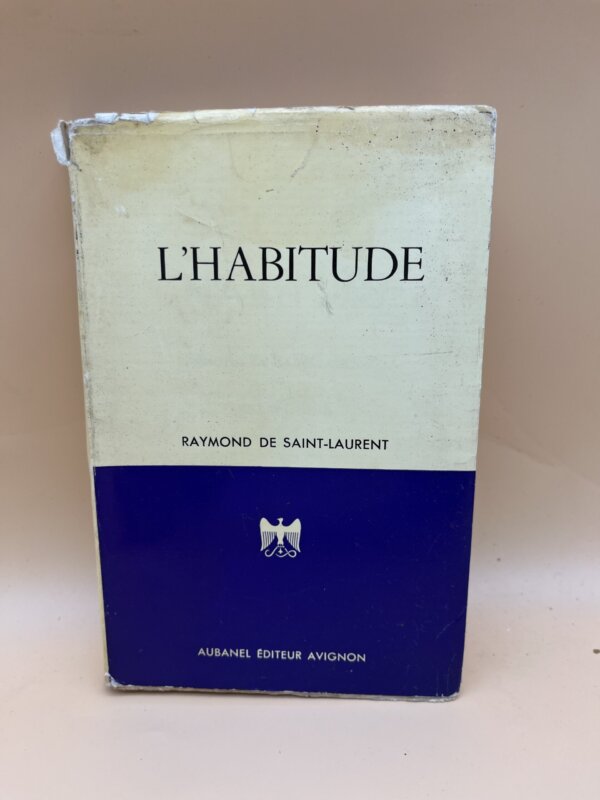 L'HABITUDE
RAYMOND DE SAINT-LAURENT
AUBANEL ÉDITEUR AVIGNON